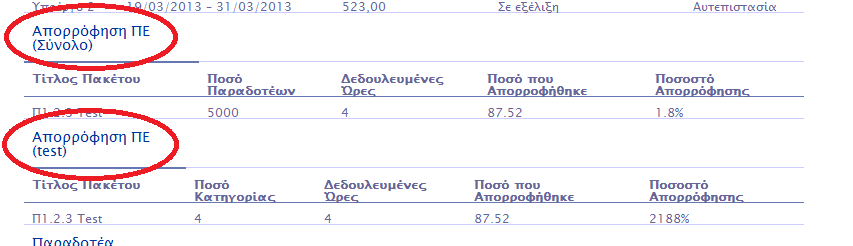 19/03/2013 - 31/03/2013 523,00 Σε εξέλιξη Αυτεπιστασία
Απορρόφηση ΠΕ
(Σύνολο)
Τίτλος Πακέτου Ποσό Παραδοτέων Δεδουλευμένες Ώρες Ποσό που Απορροφήθηκε Ποσοστό Απορρόφησης
Π1.2.3 Test 5000 4 87.52 1.8%
Απορρόφηση ΠΕ
(test)
Τίτλος Πακέτου Ποσό Κατηγορίας Δεδουλευμένες Ώρες Ποσό που Απορροφήθηκε Ποσοστό Απορρόφησης
Π1.2.3 Test 4 4 87.52 2188%
Παραδοτέα